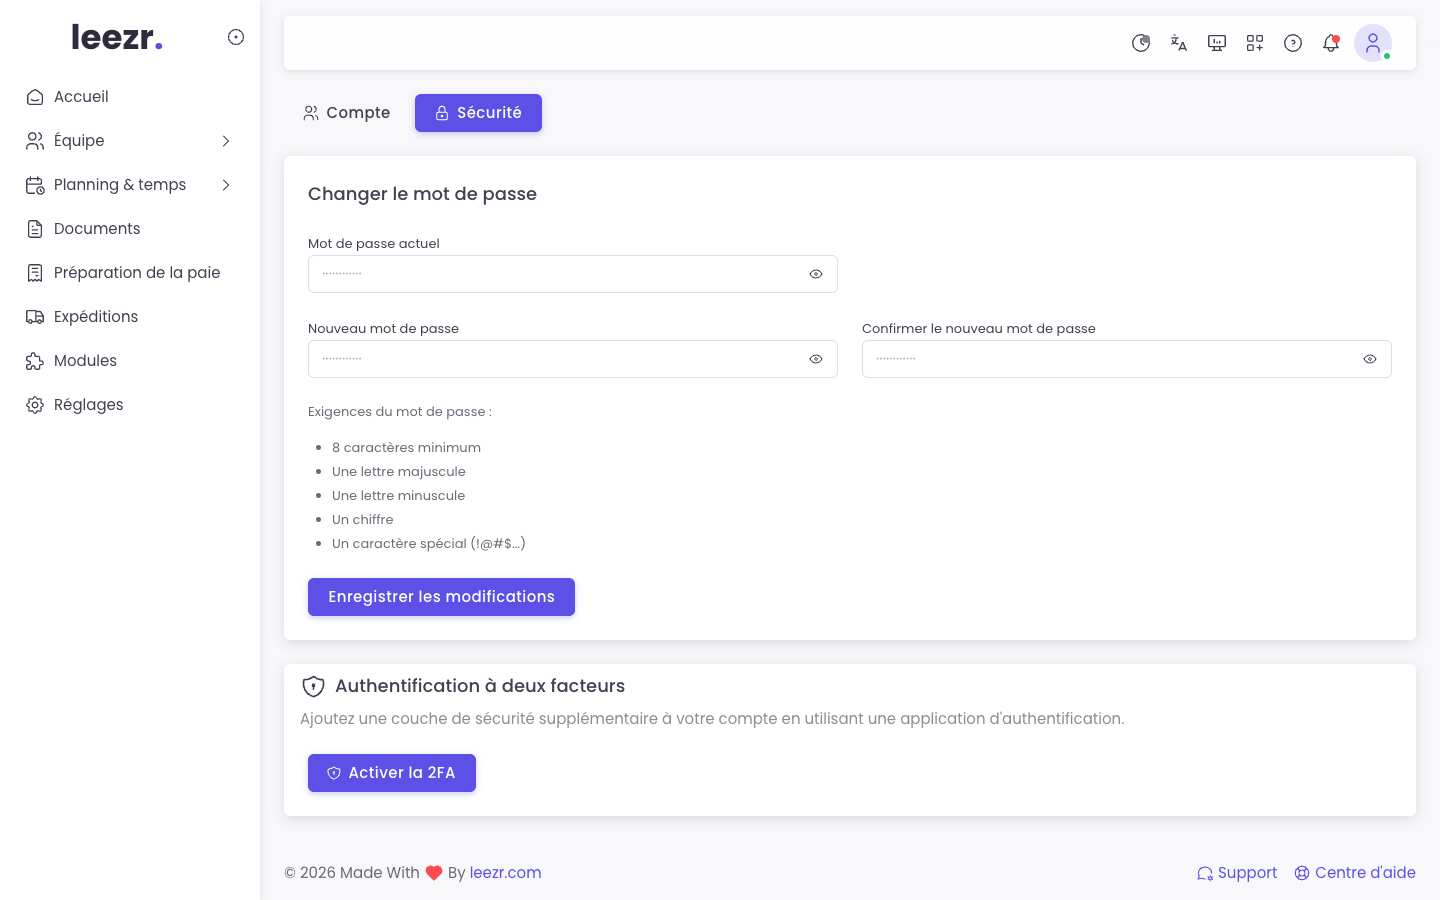 leezr.
Accueil
Équipe
Planning & temps
Documents
Préparation de la paie
Expéditions
Modules
Réglages
Compte
Sécurité
Changer le mot de passe
Mot de passe actuel
············
Nouveau mot de passe
Confirmer le nouveau mot de passe
············
············
Exigences du mot de passe :
8 caractères minimum
Une lettre majuscule
Une lettre minuscule
Un chiffre
Un caractère spécial (!@#$…)
Enregistrer les modifications
Authentification à deux facteurs
Ajoutez une couche de sécurité supplémentaire à votre compte en utilisant une application d'authentification.
Activer la 2FA
© 2026 Made With ❤ By leezr.com
Support
Centre d'aide